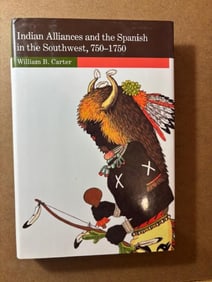 Indian Alliances and the Spanish
in the Southwest, 750–1750
William B. Carter